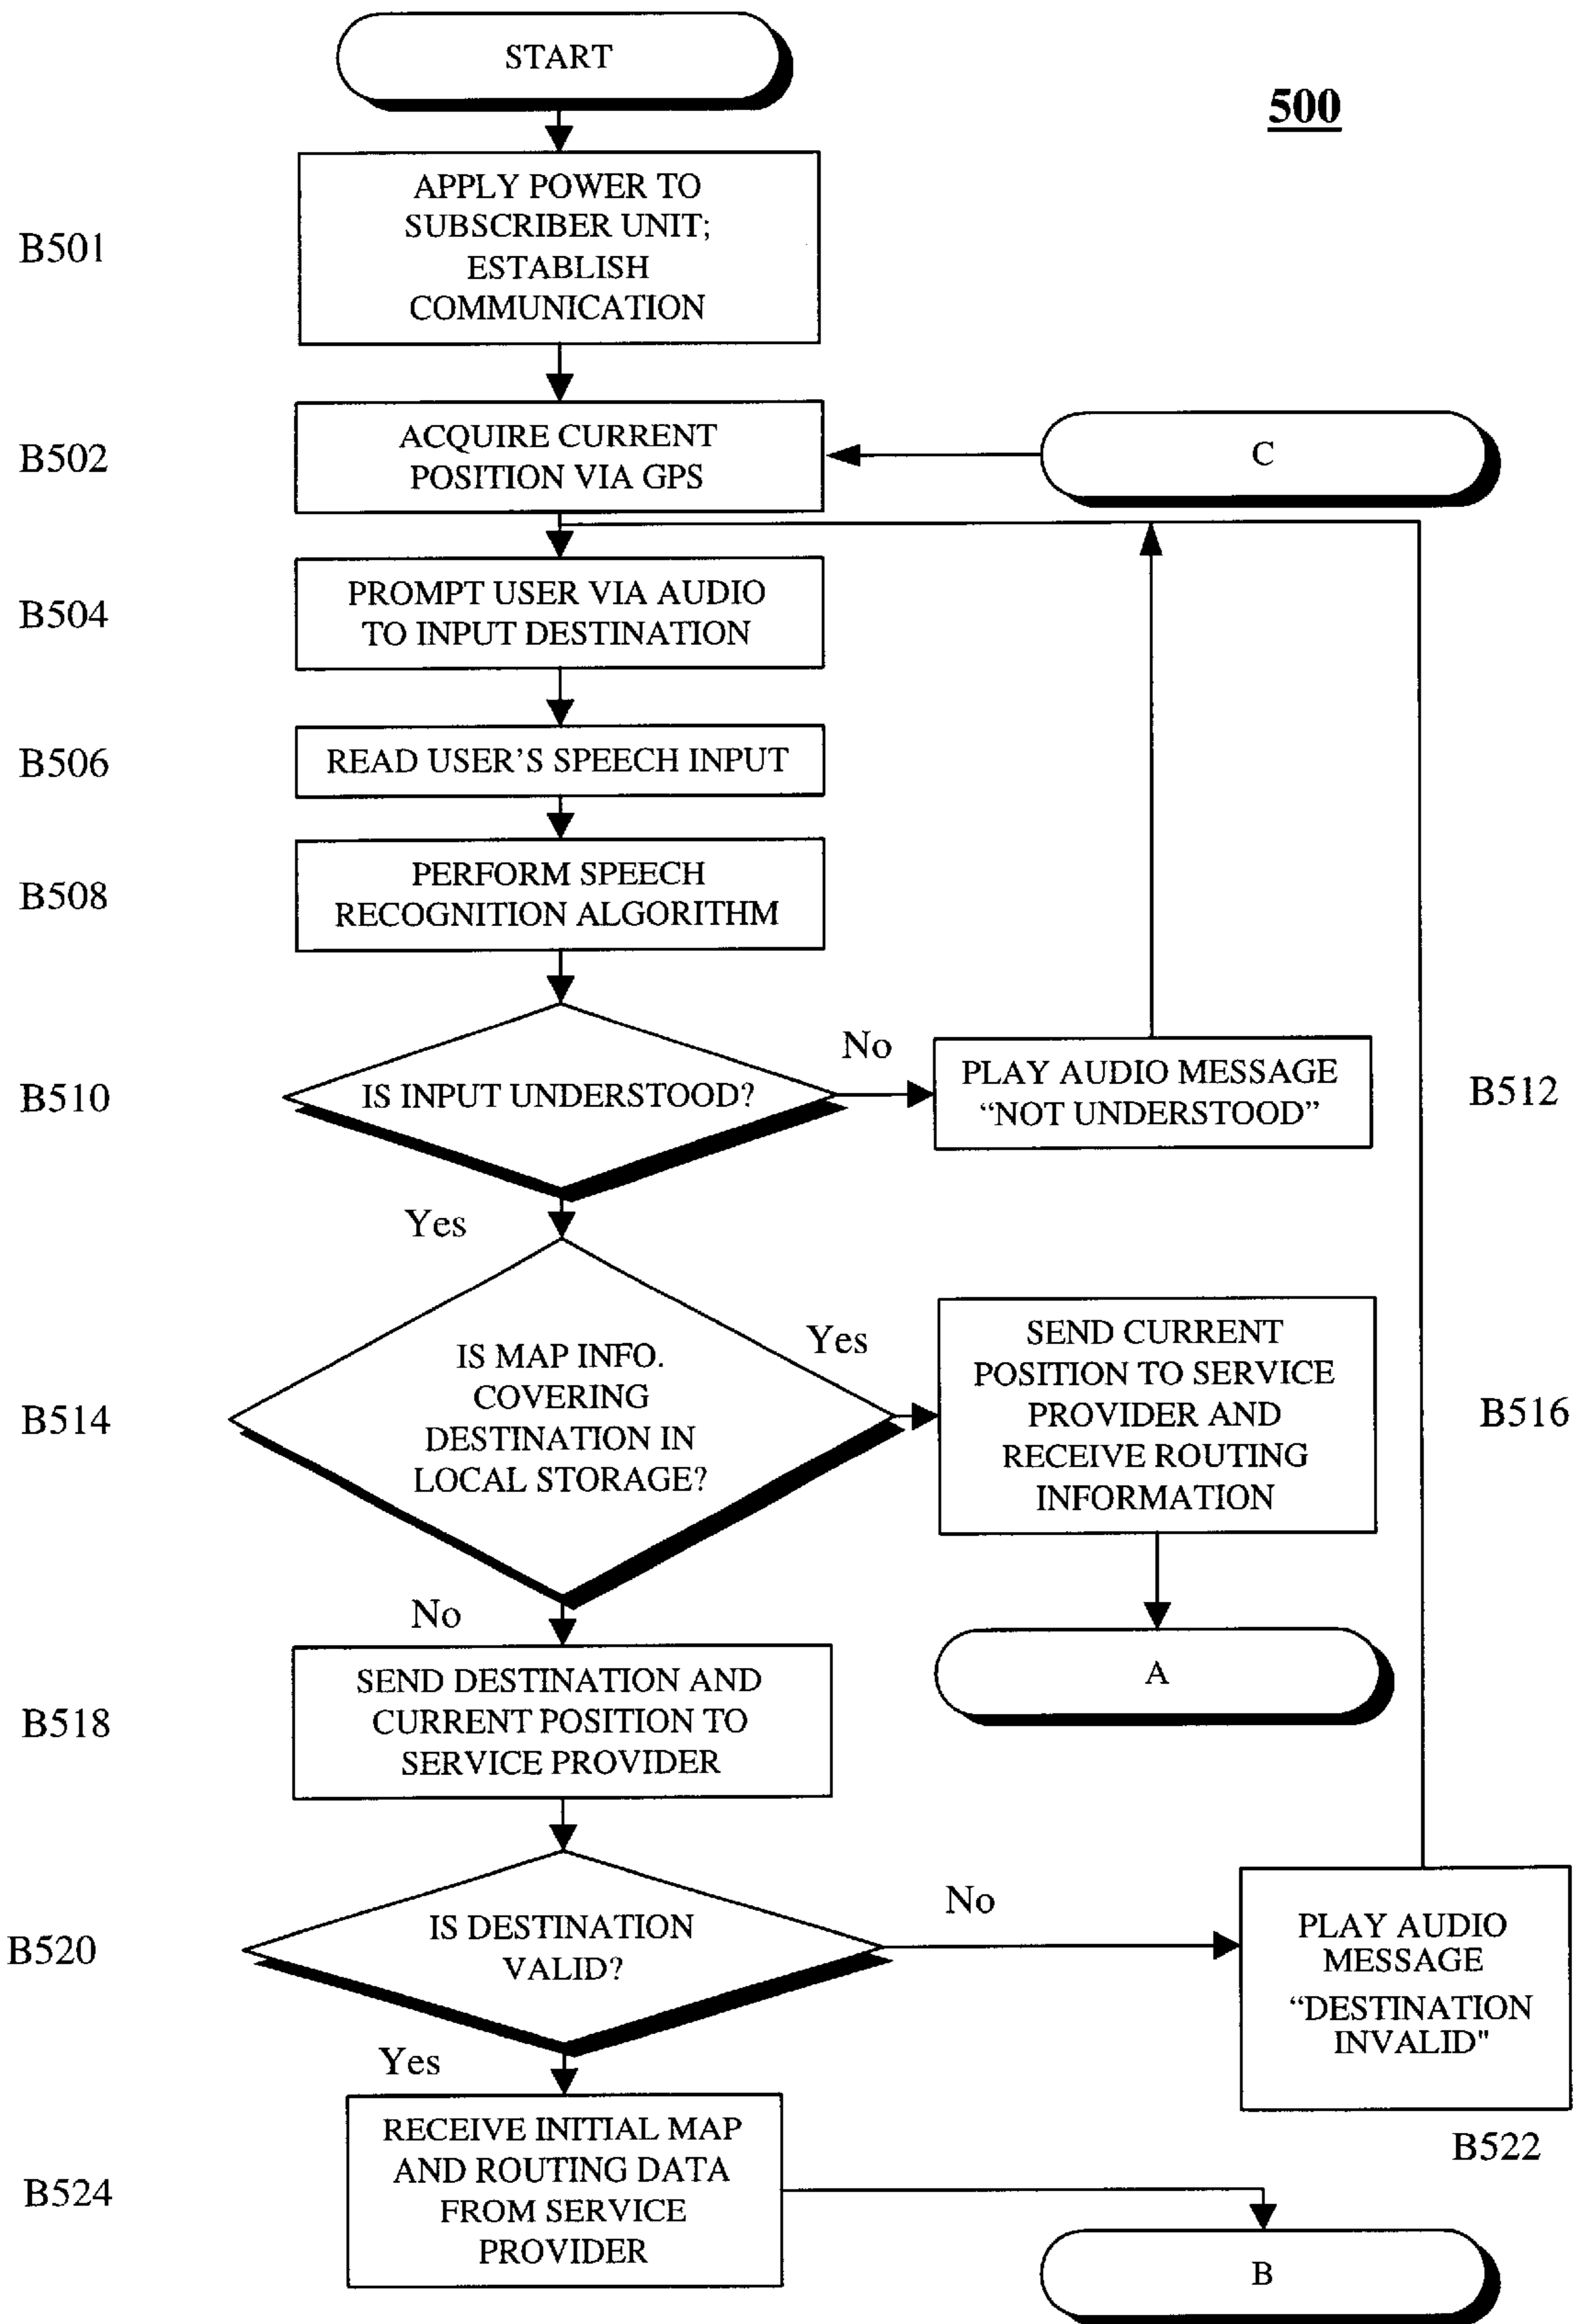 START
500
B501
APPLY POWER TO
SUBSCRIBER UNIT;
ESTABLISH
COMMUNICATION
B502
ACQUIRE CURRENT
POSITION VIA GPS
C
B504
PROMPT USER VIA AUDIO
TO INPUT DESTINATION
B506
READ USER'S SPEECH INPUT
B508
PERFORM SPEECH
RECOGNITION ALGORITHM
B510
IS INPUT UNDERSTOOD?
No
PLAY AUDIO MESSAGE
“NOT UNDERSTOOD”
B512
Yes
B514
IS MAP INFO.
COVERING
DESTINATION IN
LOCAL STORAGE?
Yes
SEND CURRENT
POSITION TO SERVICE
PROVIDER AND
RECEIVE ROUTING
INFORMATION
B516
No
A
B518
SEND DESTINATION AND
CURRENT POSITION TO
SERVICE PROVIDER
B520
IS DESTINATION
VALID?
No
PLAY AUDIO
MESSAGE
“DESTINATION
INVALID"
B522
Yes
B524
RECEIVE INITIAL MAP
AND ROUTING DATA
FROM SERVICE
PROVIDER
B